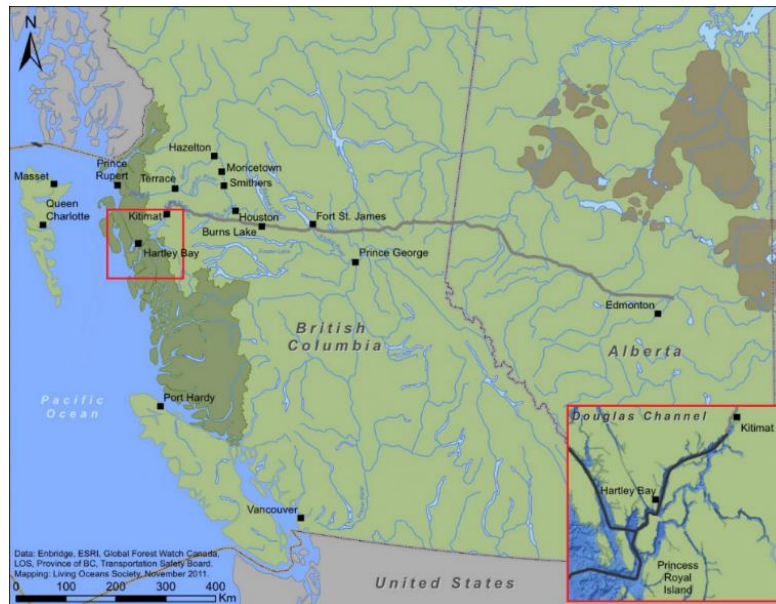 N
Hazelton
Moricetown
Smithers
Prince
Rupert
Terrace
Masset
Queen
Charlotte
Kitimat
Houston
Fort St. James
Burns Lake
Hartley Bay
Prince George
Edmonton
British
Columbia
Alberta
Pacific
Ocean
Port Hardy
Vancouver
Douglas Channel
Kitimat
Hartley Bay
Princess
Royal
Island
Data: Enbridge, ESRI, Global Forest Watch Canada,
LOS, Province of BC, Transportation Safety Board.
Mapping: Living Oceans Society, November 2011.
0 100 200 300 400
Km
United States